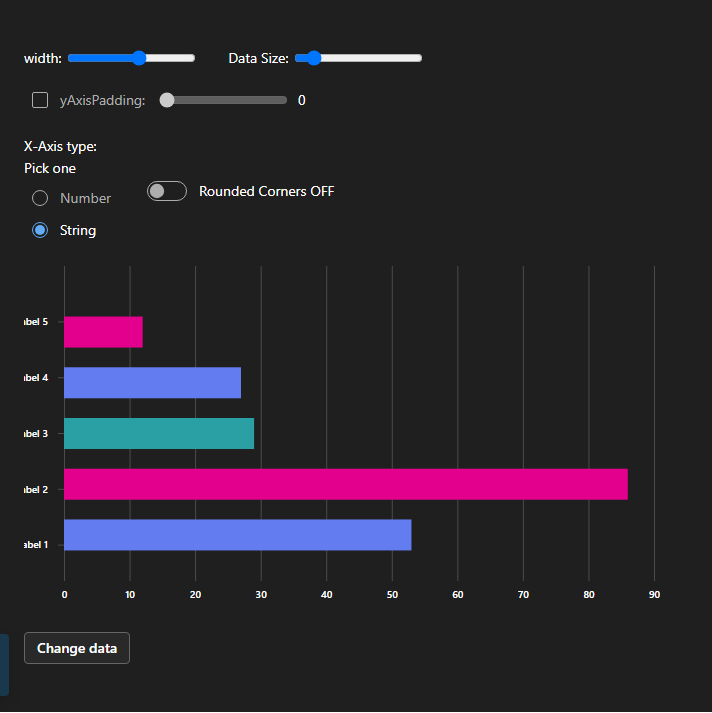 width: Data Size:
yAxisPadding: 0
X-Axis type:
Pick one
Number Rounded Corners OFF
String
abel 5
abel 4
abel 3
abel 2
abel 1
0 10 20 30 40 50 60 70 80 90
Change data